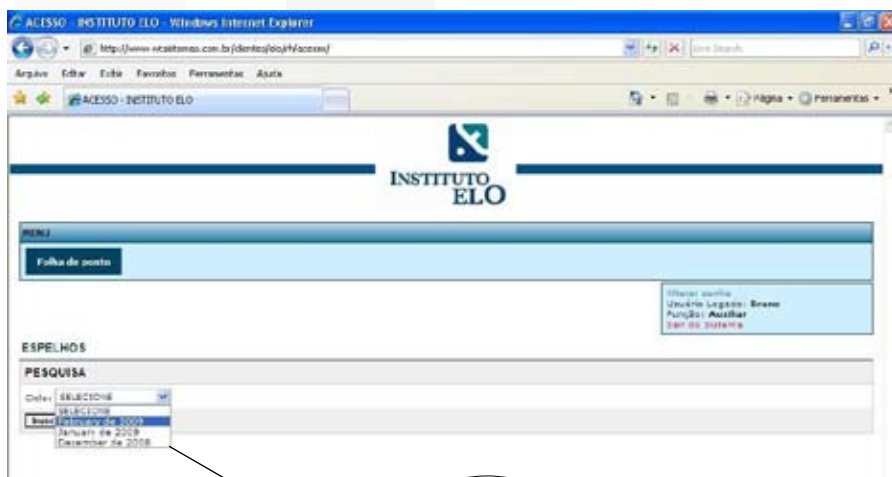 ACESSO - INSTITUTO ELO - Windows Internet Explorer
Arquivo Editar Exibir Favoritos Ferramentas Ajuda
ACESSO - INSTITUTO ELO
Página Ferramentas
INSTITUTO
ELO
MENU
Folha de ponto
Alterar senha
Usuário Logado: Bruno
Função: Auxiliar
Sair do Sistema
ESPELHOS
PESQUISA
Data: SELECIONE
SELECIONE
February de 2009
January de 2009
December de 2008